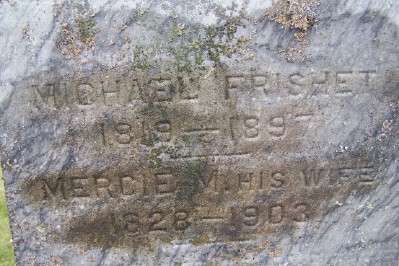 MICHAEL FRISHET
1819–1897
MERCIE M. HIS WIFE
1828–1903